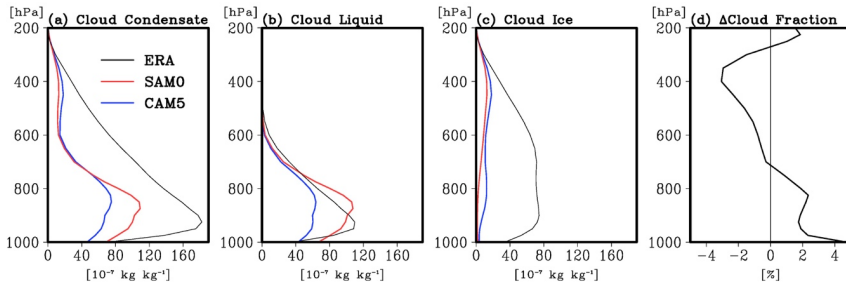 [hPa] (a) Cloud Condensate [hPa] (b) Cloud Liquid [hPa] (c) Cloud Ice [hPa] (d) ΔCloud Fraction
200 200 200 200
ERA
SAM0
400 400 400 400
CAM5
600 600 600 600
800 800 800 800
1000 1000 1000 1000
0 40 80 120 160 0 40 80 120 160 0 40 80 120 160 −4 −2 0 2 4
[10⁻⁷ kg kg⁻¹] [10⁻⁷ kg kg⁻¹] [10⁻⁷ kg kg⁻¹] [%]